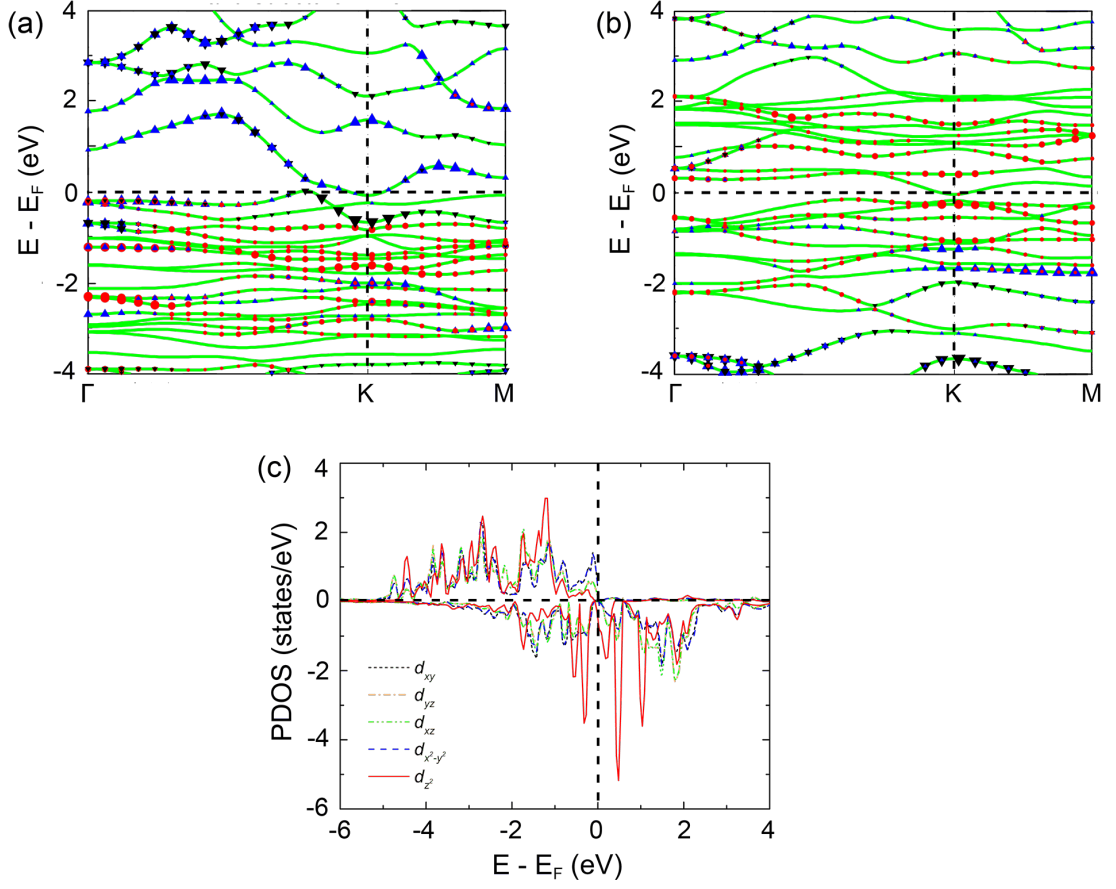 (a)
(b)
4
2
0
-2
-4
E - E_F (eV)
Γ
K
M
4
2
0
-2
-4
E - E_F (eV)
Γ
K
M
(c)
4
2
0
-2
-4
-6
PDOS (states/eV)
d_xy
d_yz
d_xz
d_x²-y²
d_z²
-6
-4
-2
0
2
4
E - E_F (eV)